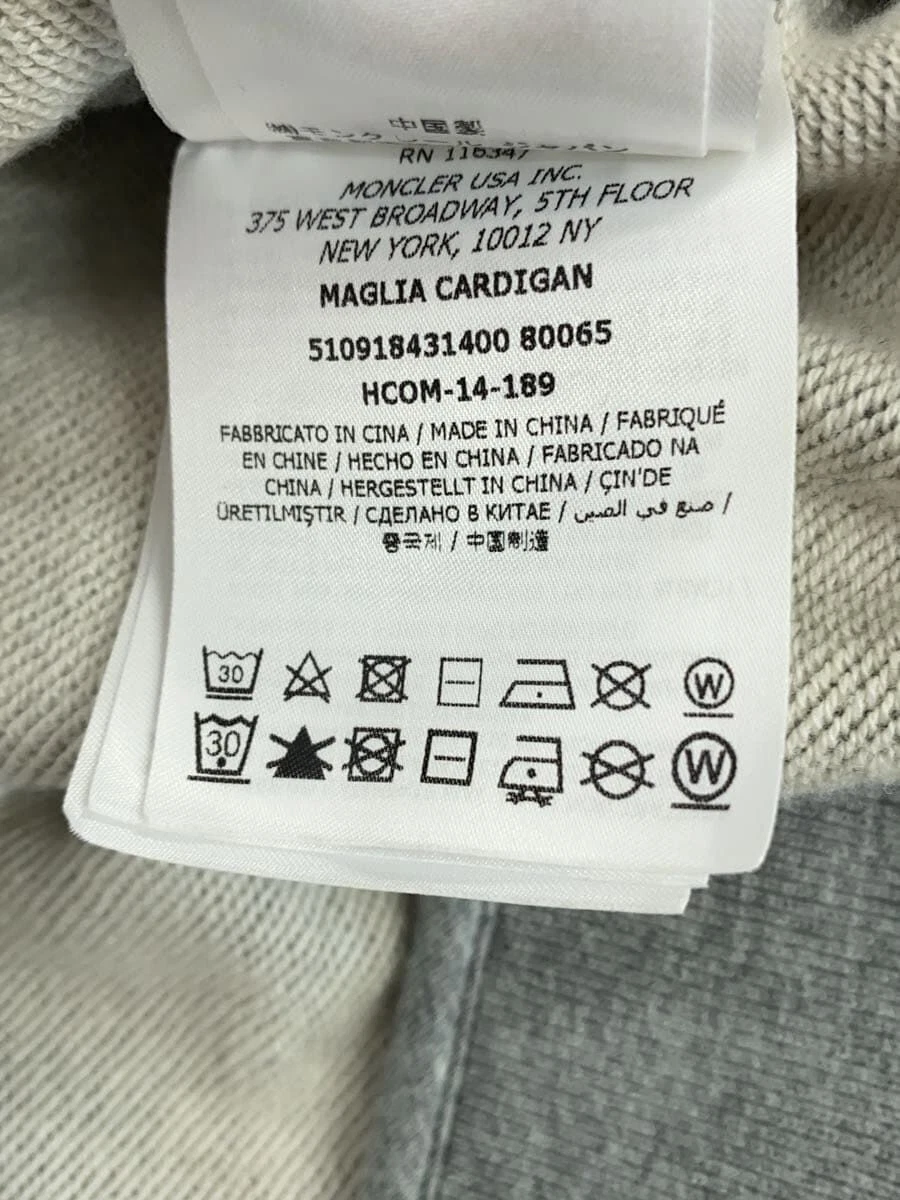 中国製
RN 116347
MONCLER USA INC.
375 WEST BROADWAY, 5TH FLOOR
NEW YORK, 10012 NY
MAGLIA CARDIGAN
510918431400 80065
HCOM-14-189
FABBRICATO IN CINA / MADE IN CHINA / FABRIQUÉ
EN CHINE / HECHO EN CHINA / FABRICADO NA
CHINA / HERGESTELLT IN CHINA / ÇIN'DE
ÜRETILMIŞTIR / СДЕЛАНО В КИТАЕ / صنع في الصين /
중국제 / 中國制造
30 W
30 W